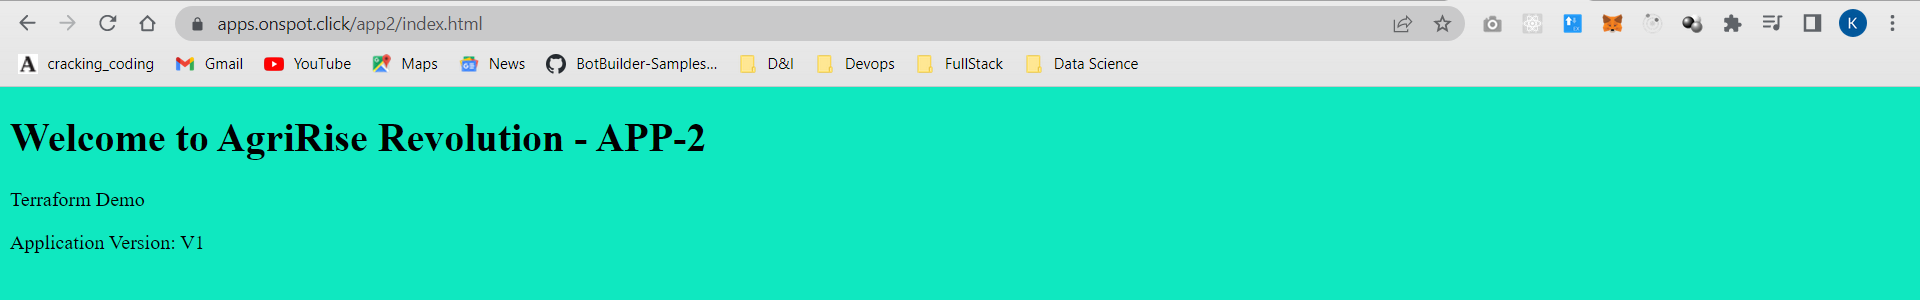 apps.onspot.click/app2/index.html
K
A cracking_coding Gmail YouTube Maps News BotBuilder-Samples... D&I Devops FullStack Data Science
Welcome to AgriRise Revolution - APP-2
Terraform Demo
Application Version: V1